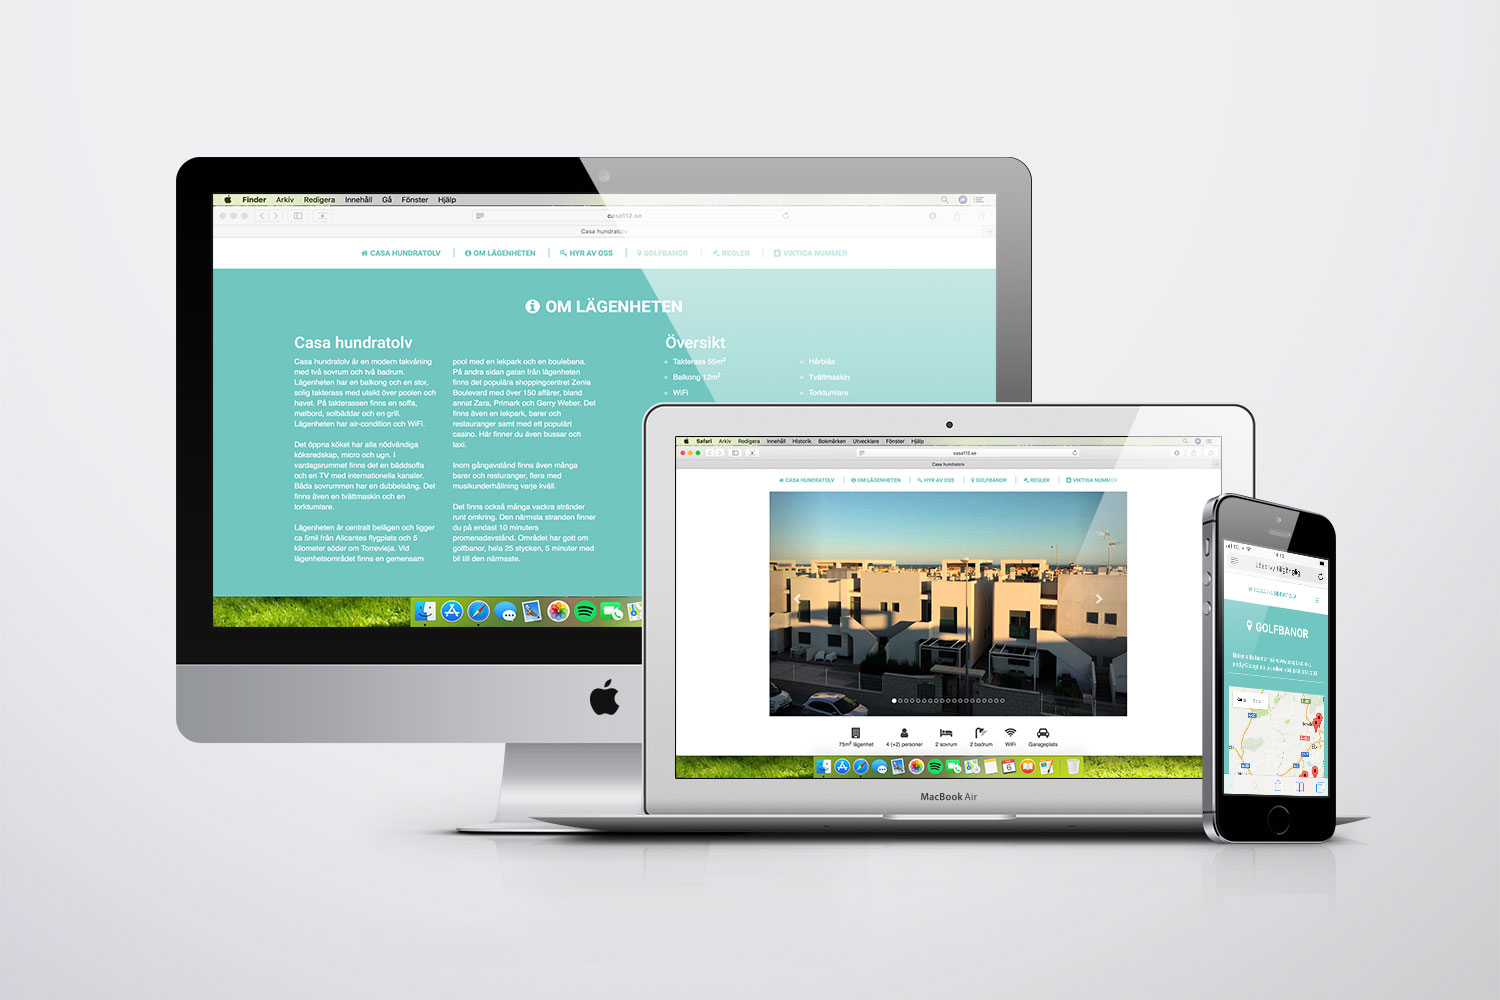 Finder Arkiv Redigera Innehåll Gå Fönster Hjälp
casa112.se
Casa hundratolv
CASA HUNDRATOLV
OM LÄGENHETEN
HYR AV OSS
GOLFBANOR
REGLER
VIKTIGA NUMMER
OM LÄGENHETEN
Casa hundratolv
Casa hundratolv är en modern takvåning
med två sovrum och två badrum.
Lägenheten har en balkong och en stor,
solig takterass med utsikt över poolen och
havet. På takterassen finns en soffa,
matbord, solbäddar och en grill.
Lägenheten har air-condition och WiFi.
Det öppna köket har alla nödvändiga
köksredskap, micro och ugn. I
vardagsrummet finns det en bäddsoffa
och en TV med internationella kanaler.
Båda sovrummen har en dubbelsäng. Det
finns även en tvättmaskin och en
torktumlare.
Lägenheten är centralt belägen och ligger
ca 5mil från Alicantes flygplats och 5
kilometer söder om Torrevieja. Vid
lägenhetsområdet finns en gemensam
pool med en lekpark och en boulebana.
På andra sidan gatan från lägenheten
finns det populära shoppingcentret Zenia
Boulevard med över 150 affärer, bland
annat Zara, Primark och Gerry Weber. Det
finns även en lekpark, barer och
restauranger samt med ett populärt
casino. Här finner du även bussar och
taxi.
Inom gångavstånd finns även många
barer och resturanger, flera med
musikunderhållning varje kväll.
Det finns också många vackra stränder
runt omkring. Den närmsta stranden finner
du på endast 10 minuters
promenadavstånd. Området har gott om
golfbanor, hela 25 stycken, 5 minuter med
bil till den närmaste.
Översikt
Takterass 55m²
Balkong 12m²
WiFi
Hårblås
Tvättmaskin
Torktumlare
Safari Arkiv Redigera Innehåll Historik Bokmärken Utvecklare Fönster Hjälp
casa112.se
Casa hundratolv
CASA HUNDRATOLV
OM LÄGENHETEN
HYR AV OSS
GOLFBANOR
REGLER
VIKTIGA NUMMER
75m² lägenhet
4 (+2) personer
2 sovrum
2 badrum
WiFi
Garageplats
MacBook Air
CASA HUNDRATOLV
GOLFBANOR